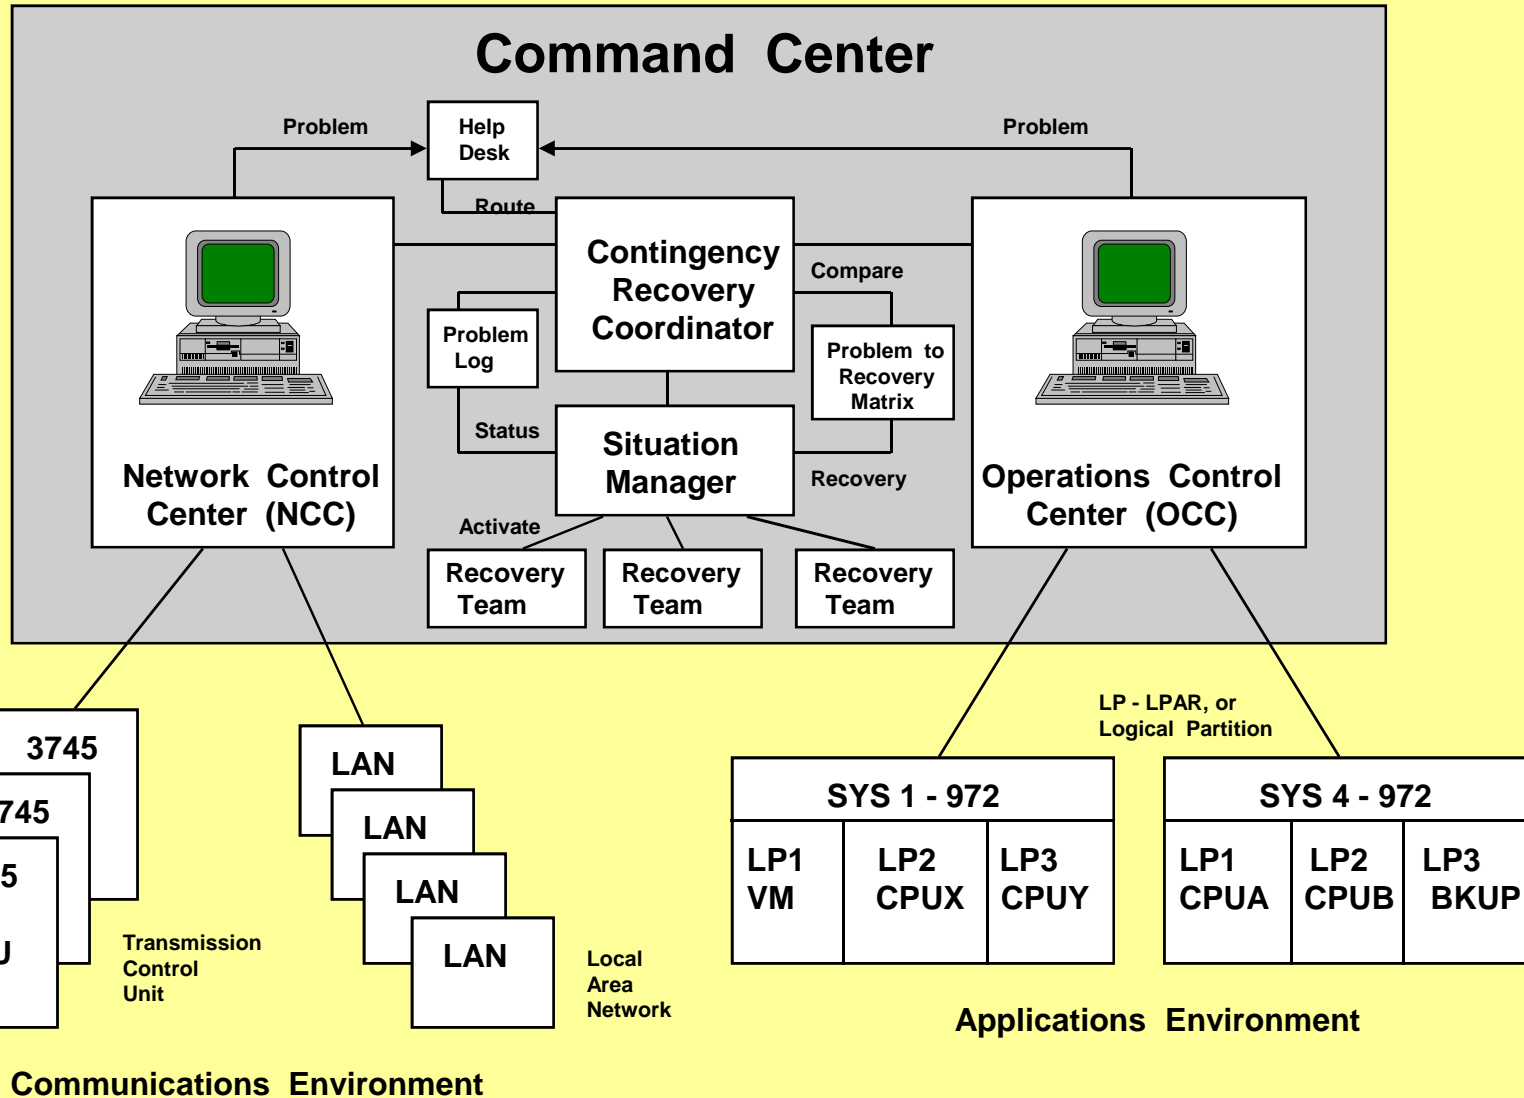 Command Center
Problem
Help
Desk
Problem
Route
Contingency
Recovery
Coordinator
Compare
Problem
Log
Problem to
Recovery
Matrix
Status
Situation
Manager
Recovery
Network Control
Center (NCC)
Operations Control
Center (OCC)
Activate
Recovery
Team
Recovery
Team
Recovery
Team
LP - LPAR, or
Logical Partition
3745
745
5
U
Transmission
Control
Unit
LAN
LAN
LAN
LAN
Local
Area
Network
SYS 1 - 972
LP1
VM
LP2
CPUX
LP3
CPUY
SYS 4 - 972
LP1
CPUA
LP2
CPUB
LP3
BKUP
Applications Environment
Communications Environment